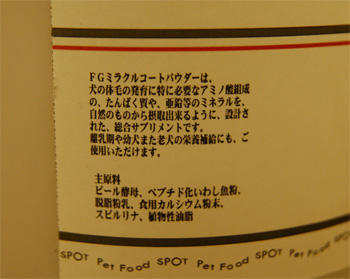 FGミラクルコートパウダーは、
犬の体毛の発育に特に必要なアミノ酸組成
の、たんぱく質や、亜鉛等のミネラルを、
自然のものから摂取出来るように、設計さ
れた、総合サプリメントです。
離乳期や幼犬また老犬の栄養補給にも、ご
使用いただけます。
主原料
ビール酵母、ペプチド化いわし魚粉、
脱脂粉乳、食用カルシウム粉末、
スピルリナ、植物性油脂
SPOT Pet Food SPOT Pet Food SPOT